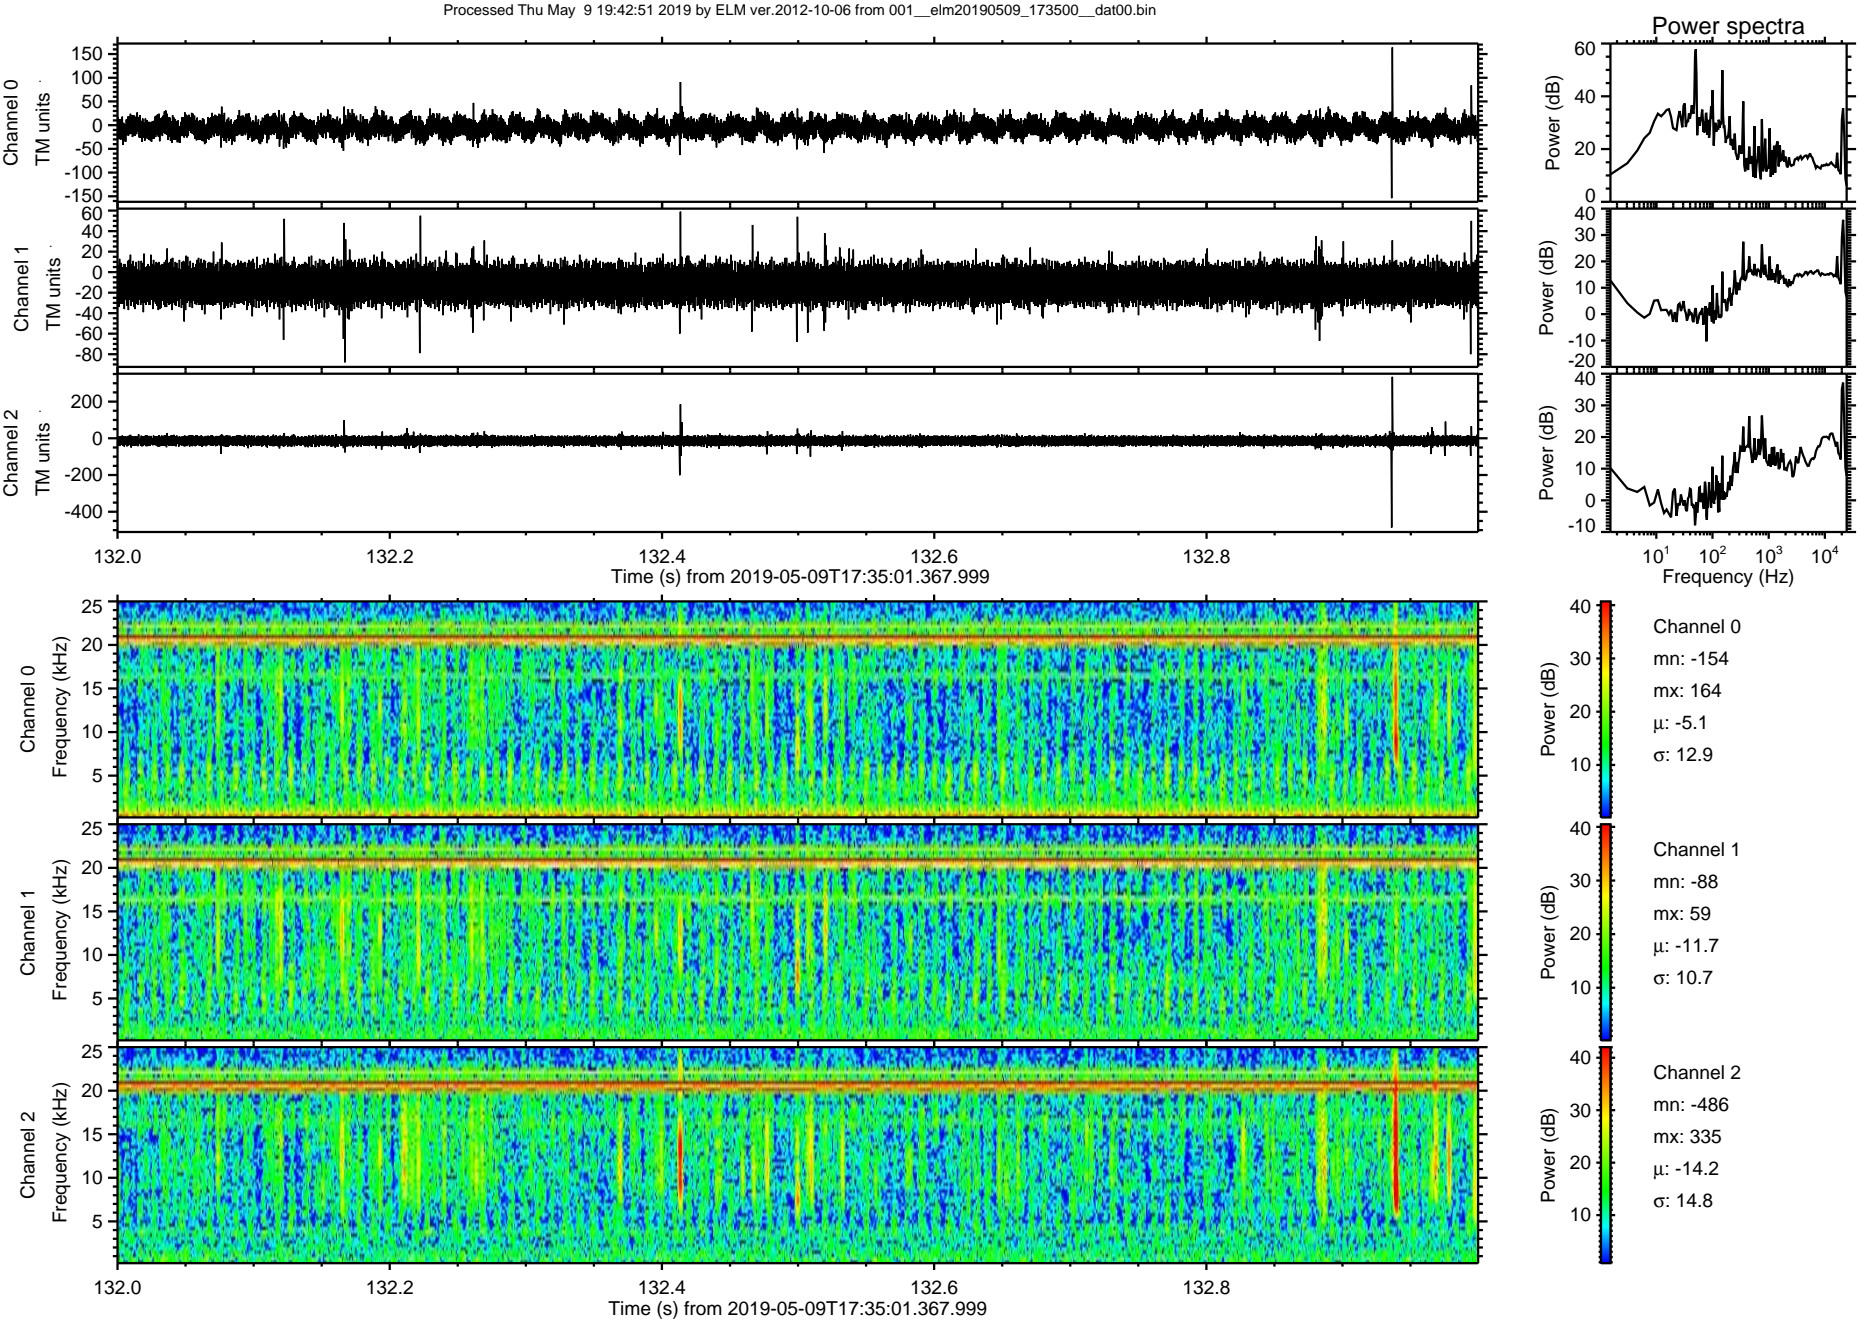 Processed Thu May  9 19:42:51 2019 by ELM ver.2012-10-06 from 001__elm20190509_173500__dat00.bin
Power spectra
Channel 0
TM units
150
100
50
0
-50
-100
-150
Power (dB)
60
40
20
0
Channel 1
TM units
60
40
20
0
-20
-40
-60
-80
Power (dB)
40
30
20
10
0
-10
-20
Channel 2
TM units
200
0
-200
-400
Power (dB)
40
30
20
10
0
-10
132.0 132.2 132.4 132.6 132.8
Time (s) from 2019-05-09T17:35:01.367.999
10^1 10^2 10^3 10^4
Frequency (Hz)
Channel 0
Frequency (kHz)
25
20
15
10
5
Power (dB)
40
30
20
10
Channel 0
mn: -154
mx: 164
μ: -5.1
σ: 12.9
Channel 1
Frequency (kHz)
25
20
15
10
5
Power (dB)
40
30
20
10
Channel 1
mn: -88
mx: 59
μ: -11.7
σ: 10.7
Channel 2
Frequency (kHz)
25
20
15
10
5
Power (dB)
40
30
20
10
Channel 2
mn: -486
mx: 335
μ: -14.2
σ: 14.8
132.0 132.2 132.4 132.6 132.8
Time (s) from 2019-05-09T17:35:01.367.999